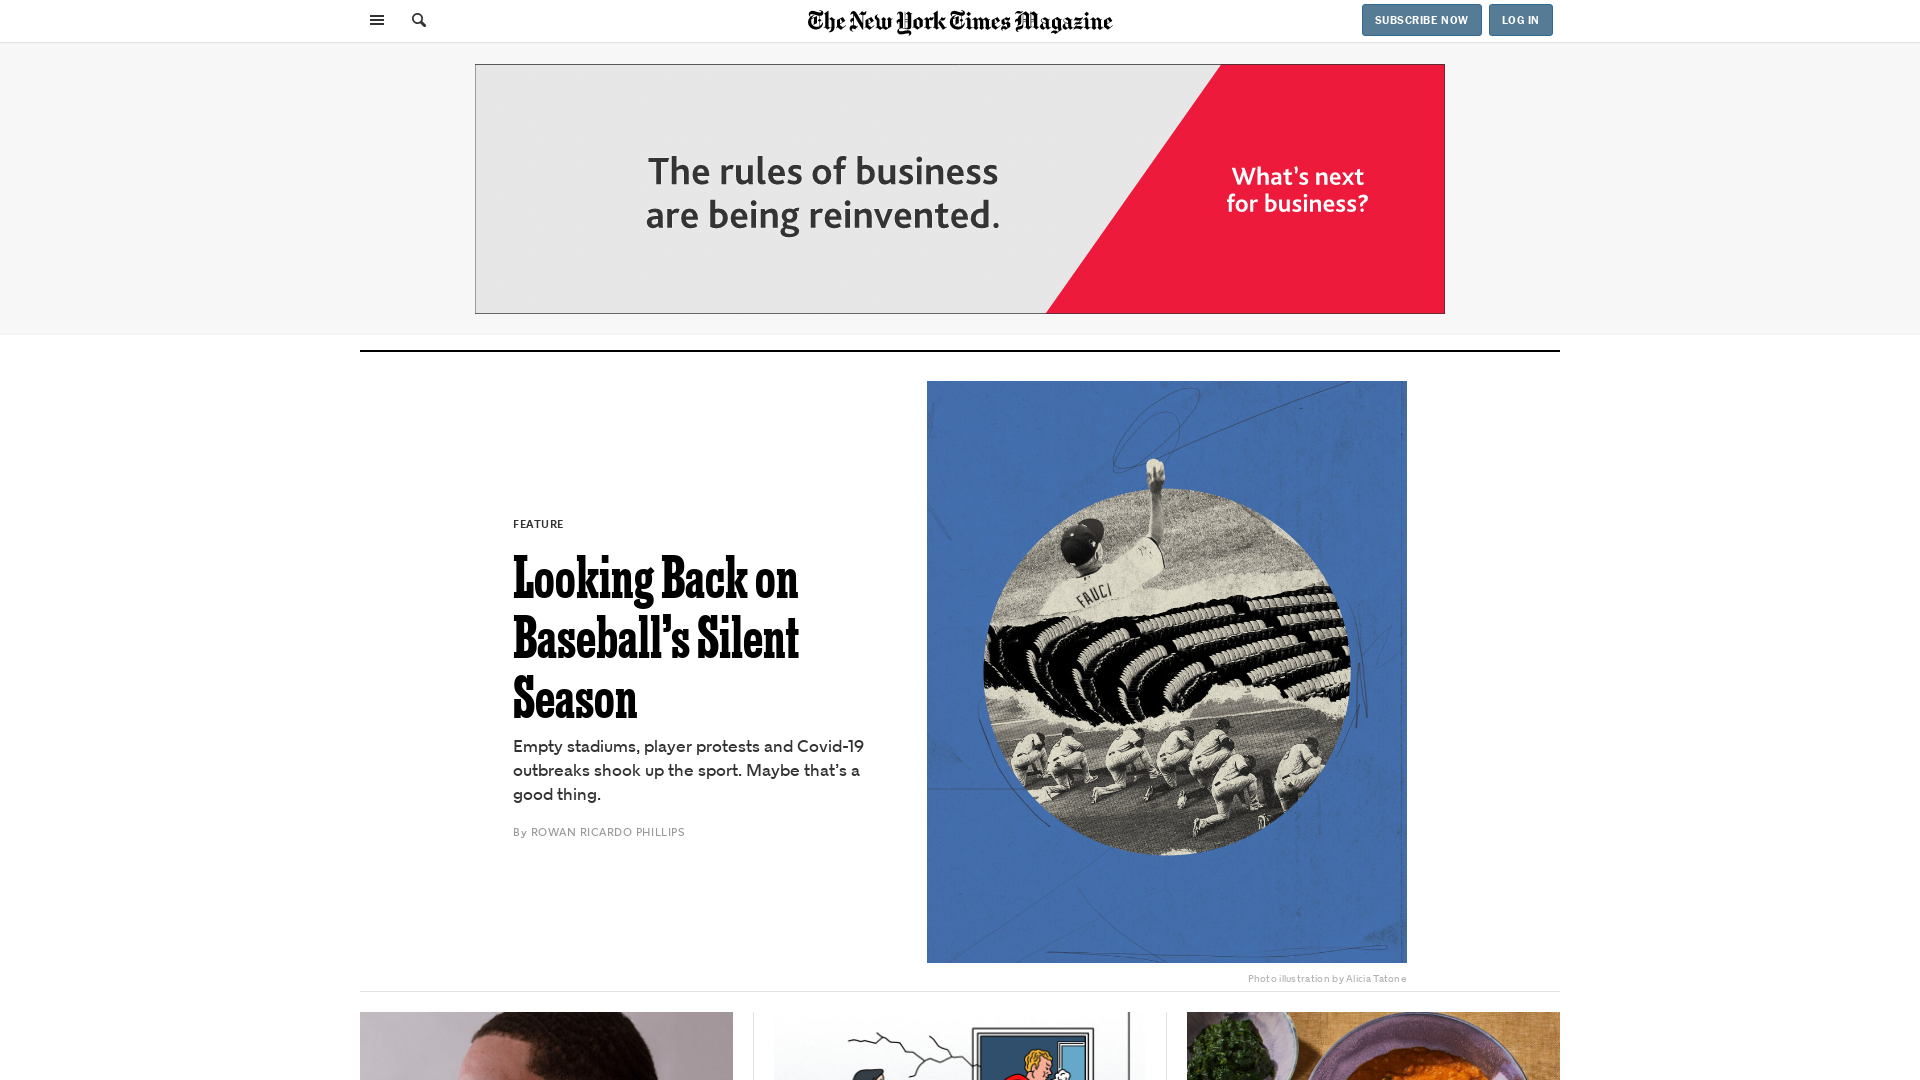 The New York Times Magazine
SUBSCRIBE NOW
LOG IN
The rules of business
are being reinvented.
What's next
for business?
FEATURE
Looking Back on
Baseball's Silent
Season
Empty stadiums, player protests and Covid-19
outbreaks shook up the sport. Maybe that's a
good thing.
By ROWAN RICARDO PHILLIPS
FAUCI
Photo illustration by Alicia Tatone